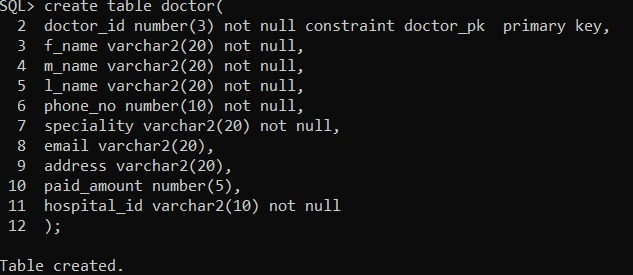 SQL> create table doctor(
  2  doctor_id number(3) not null constraint doctor_pk  primary key,
  3  f_name varchar2(20) not null,
  4  m_name varchar2(20) not null,
  5  l_name varchar2(20) not null,
  6  phone_no number(10) not null,
  7  speciality varchar2(20) not null,
  8  email varchar2(20),
  9  address varchar2(20),
 10  paid_amount number(5),
 11  hospital_id varchar2(10) not null
 12  );

Table created.